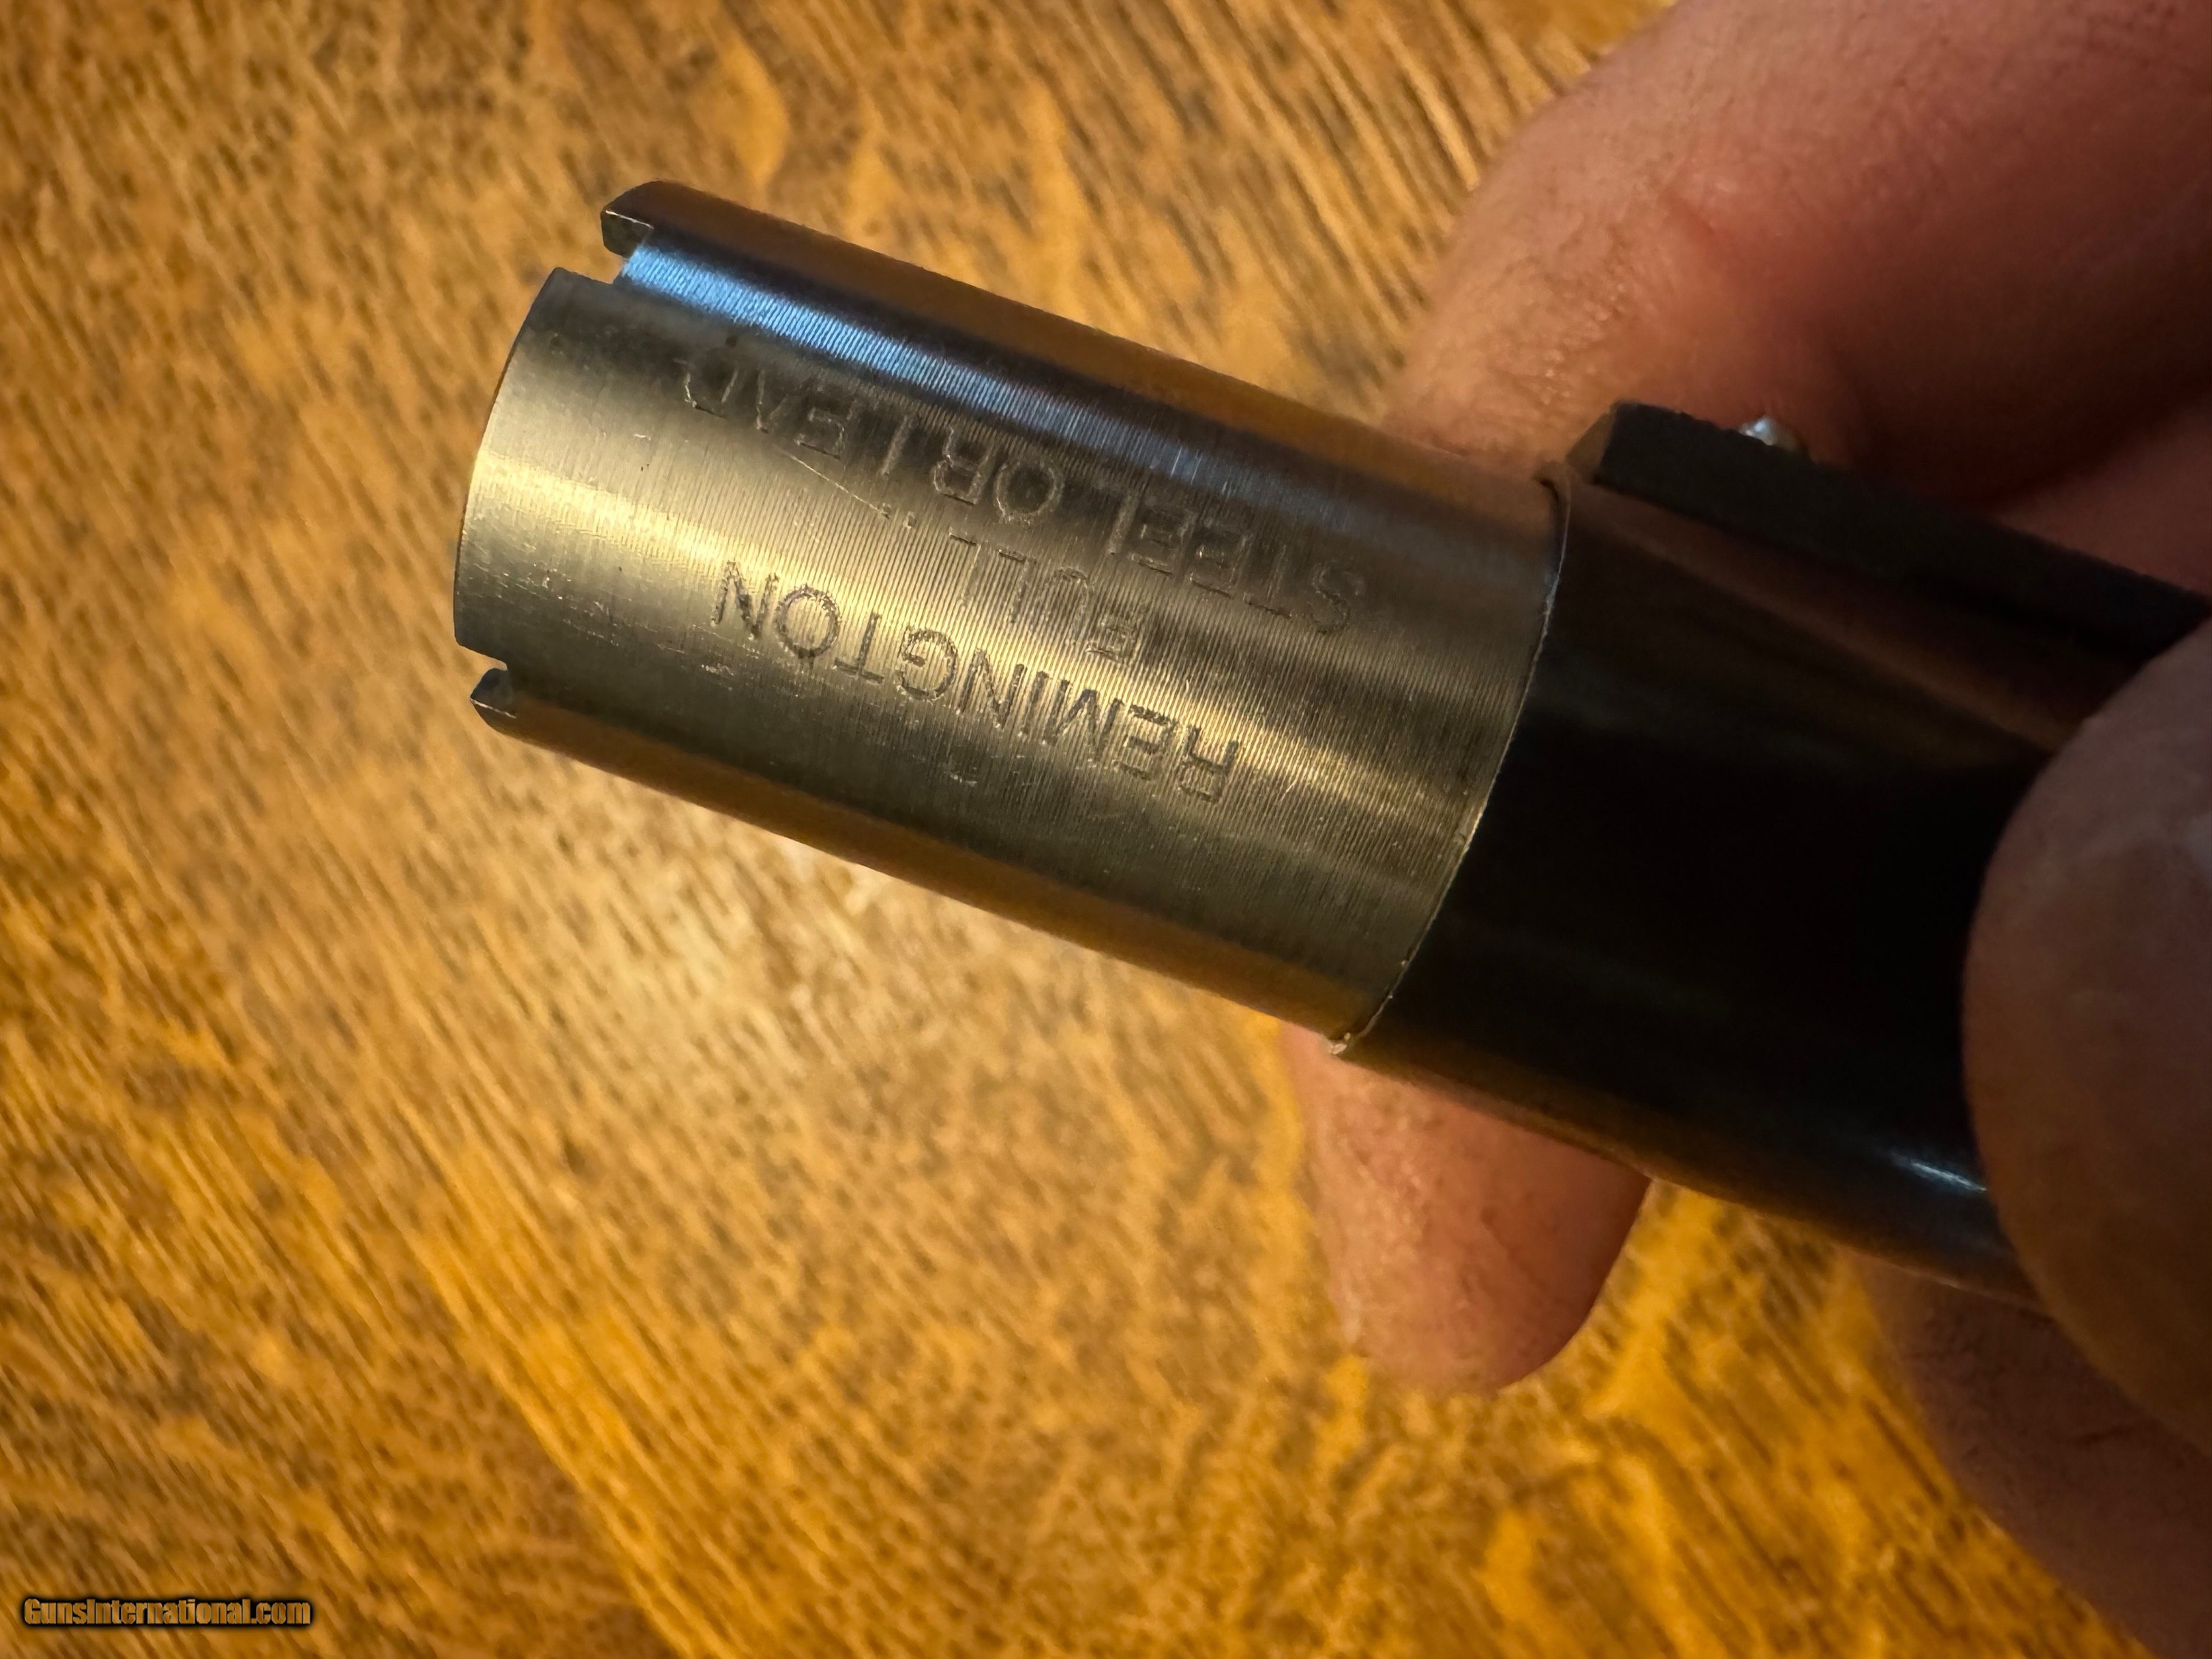 REMINGTON
FULL
STEEL OR LEAD
GunsInternational.com